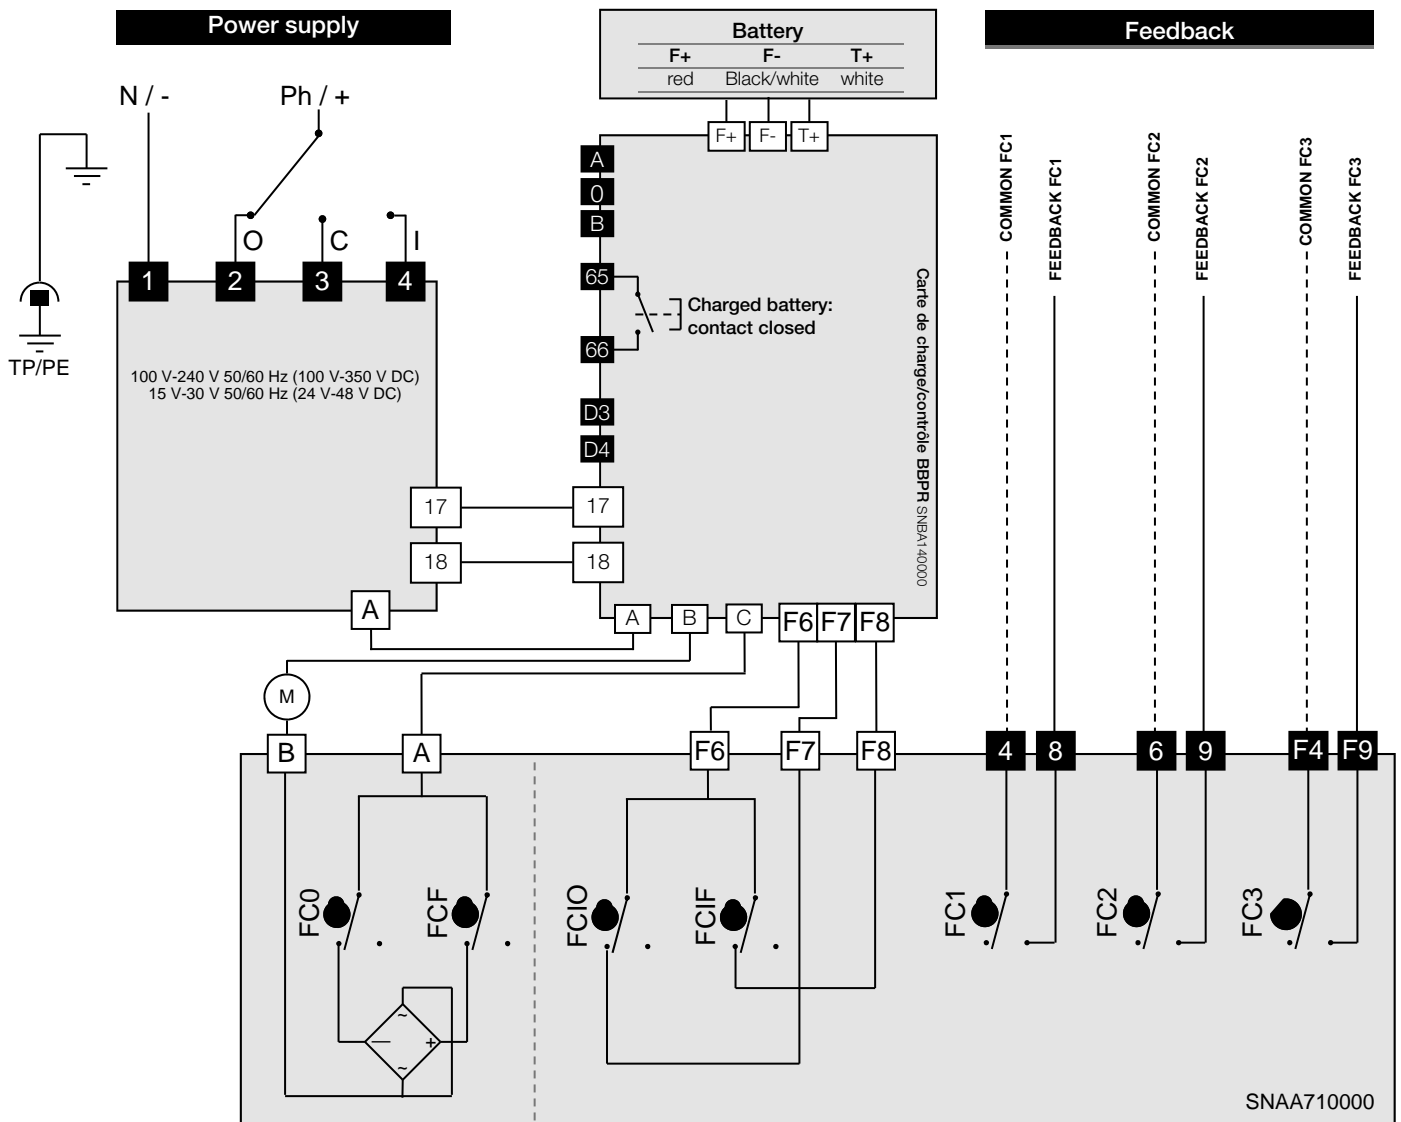 Power supply
Battery
F+ F- T+
red Black/white white
Feedback
N / -
Ph / +
F+ F- T+
A
0
B
COMMON FC1
FEEDBACK FC1
COMMON FC2
FEEDBACK FC2
COMMON FC3
FEEDBACK FC3
O C I
1 2 3 4
65
66
Charged battery:
contact closed
Carte de charge/contrôle BBPR SNBA140000
TP/PE
100 V-240 V 50/60 Hz (100 V-350 V DC)
15 V-30 V 50/60 Hz (24 V-48 V DC)
D3
D4
17 17
18 18
A
A B C F6 F7 F8
M
B A F6 F7 F8 4 8 6 9 F4 F9
FC0
FCF
FCIO
FCIF
FC1
FC2
FC3
~
— +
~
SNAA710000